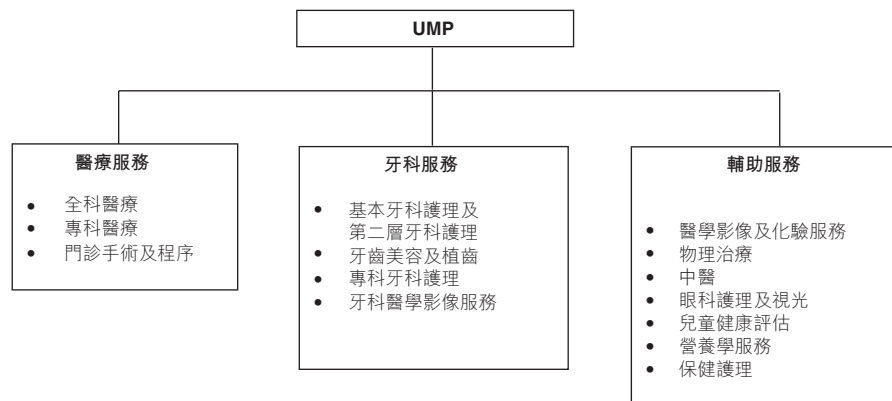 UMP
醫療服務
全科醫療
專科醫療
門診手術及程序
牙科服務
基本牙科護理及
第二層牙科護理
牙齒美容及植齒
專科牙科護理
牙科醫學影像服務
輔助服務
醫學影像及化驗服務
物理治療
中醫
眼科護理及視光
兒童健康評估
營養學服務
保健護理